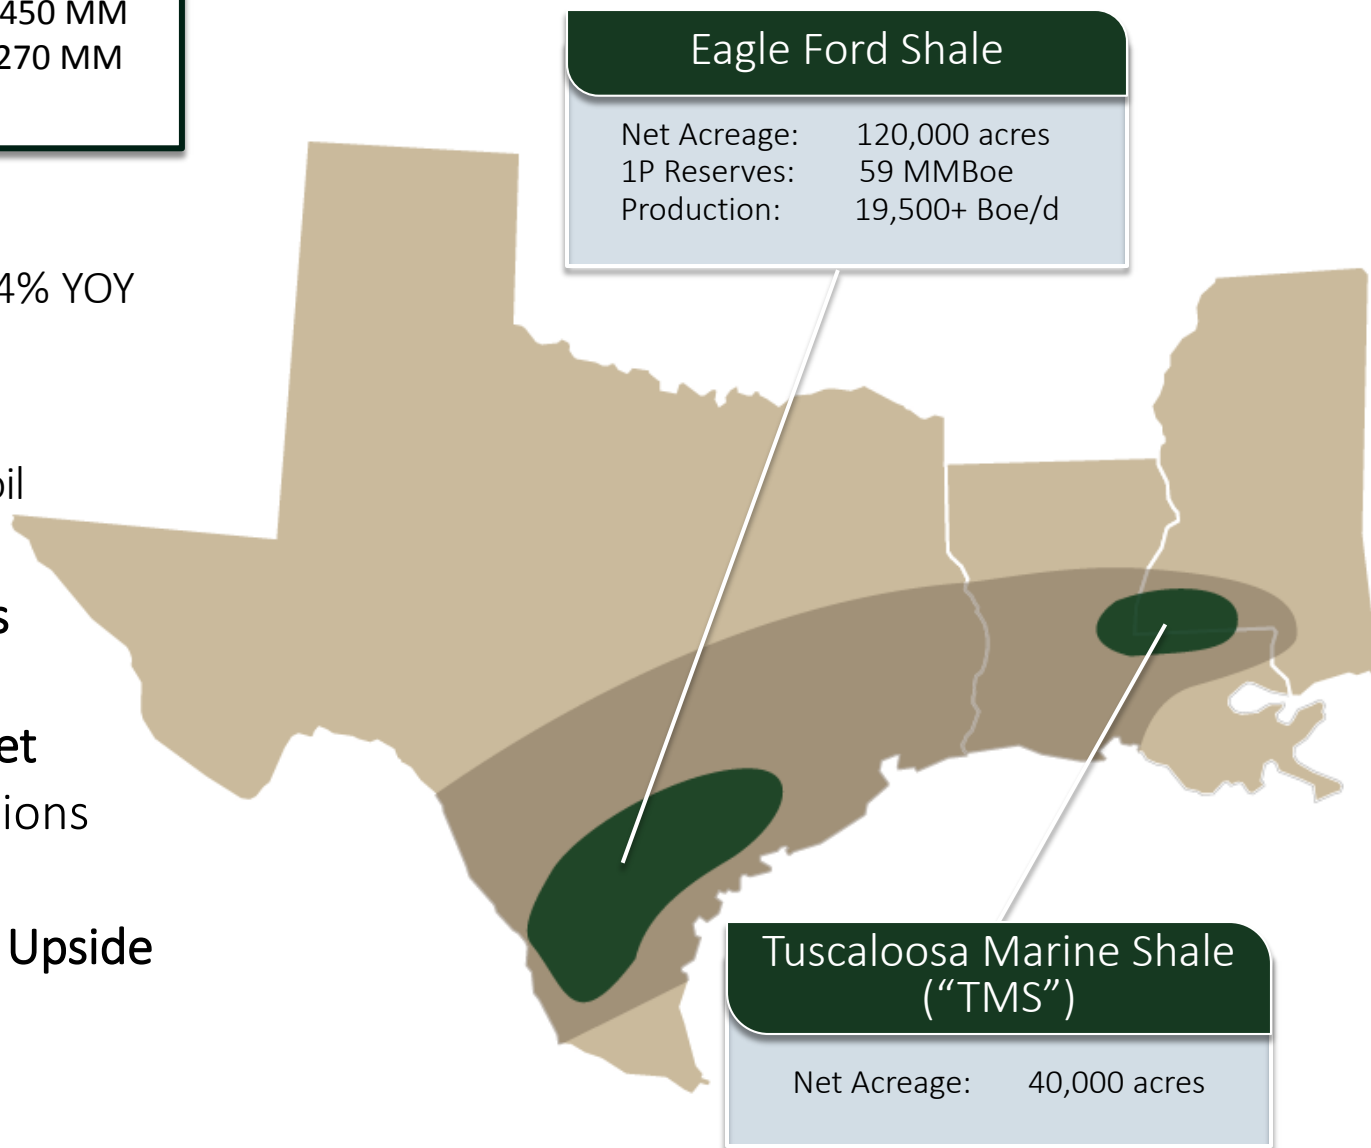 450 MM
270 MM
4% YOY
oil
s
et
ions
Upside
Eagle Ford Shale
Net Acreage: 120,000 acres
1P Reserves: 59 MMBoe
Production: 19,500+ Boe/d
Tuscaloosa Marine Shale
(“TMS”)
Net Acreage: 40,000 acres